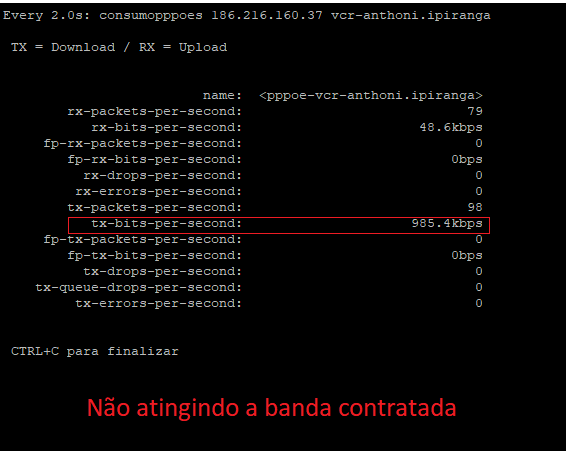 Every 2.0s: consumopppoes 186.216.160.37 vcr-anthoni.ipiranga
TX = Download / RX = Upload
name: <pppoe-vcr-anthoni.ipiranga>
rx-packets-per-second: 79
rx-bits-per-second: 48.6kbps
fp-rx-packets-per-second: 0
fp-rx-bits-per-second: 0bps
rx-drops-per-second: 0
rx-errors-per-second: 0
tx-packets-per-second: 98
tx-bits-per-second: 985.4kbps
fp-tx-packets-per-second: 0
fp-tx-bits-per-second: 0bps
tx-drops-per-second: 0
tx-queue-drops-per-second: 0
tx-errors-per-second: 0
CTRL+C para finalizar
Não atingindo a banda contratada